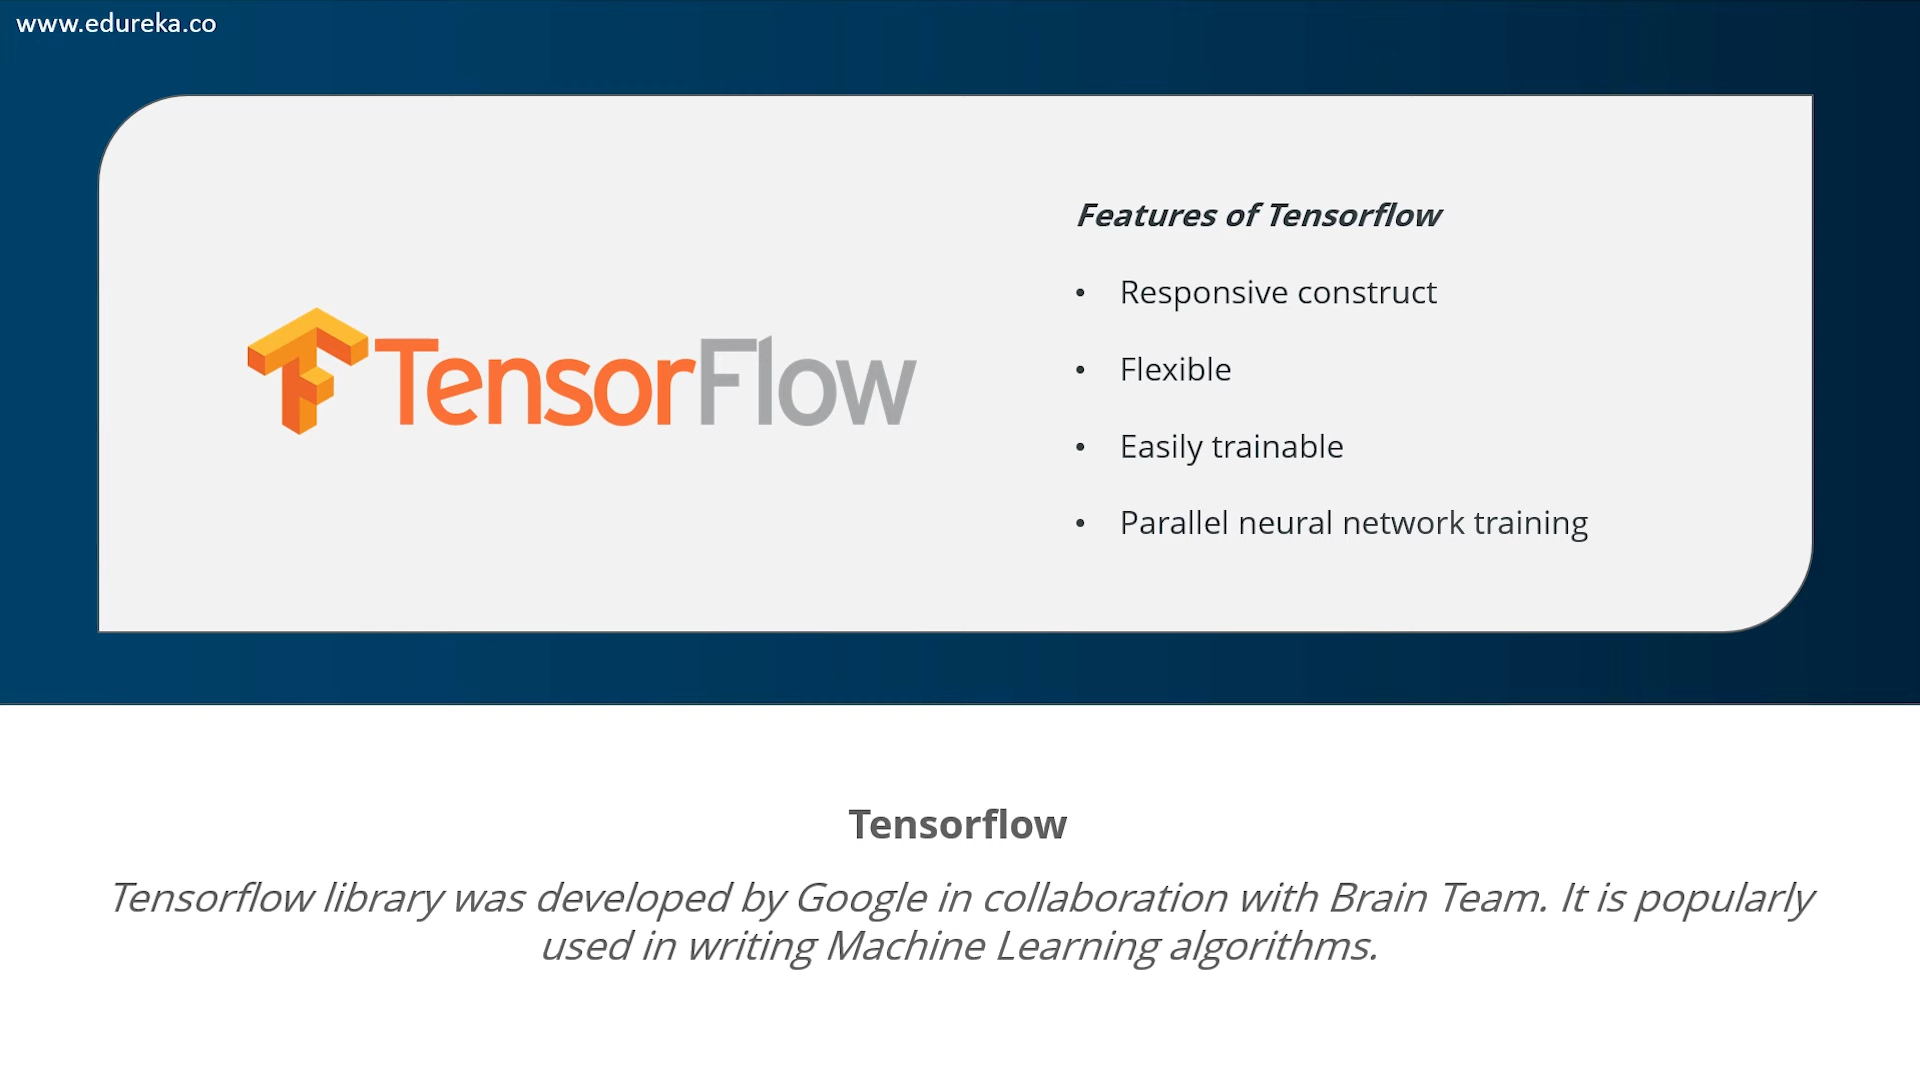 www.edureka.co
TensorFlow
Features of Tensorflow
• Responsive construct
• Flexible
• Easily trainable
• Parallel neural network training
Tensorflow
Tensorflow library was developed by Google in collaboration with Brain Team. It is popularly
used in writing Machine Learning algorithms.